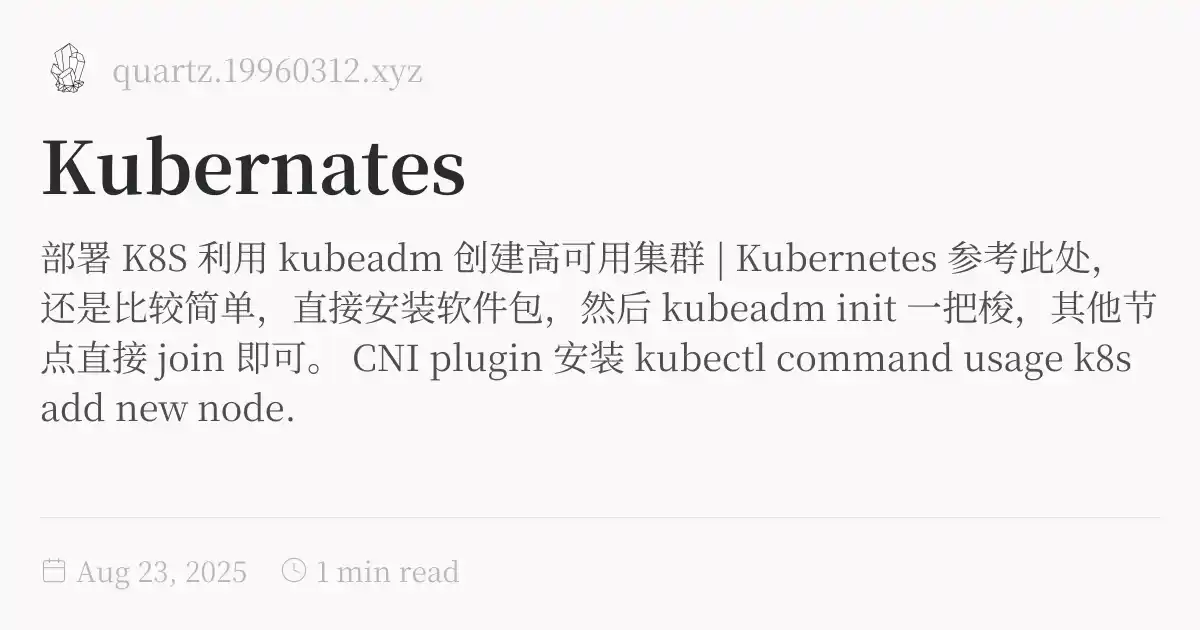 quartz.19960312.xyz
Kubernates
部署 K8S 利用 kubeadm 创建高可用集群 | Kubernetes 参考此处，
还是比较简单，直接安装软件包，然后 kubeadm init 一把梭，其他节
点直接 join 即可。 CNI plugin 安装 kubectl command usage k8s
add new node.
Aug 23, 2025 1 min read